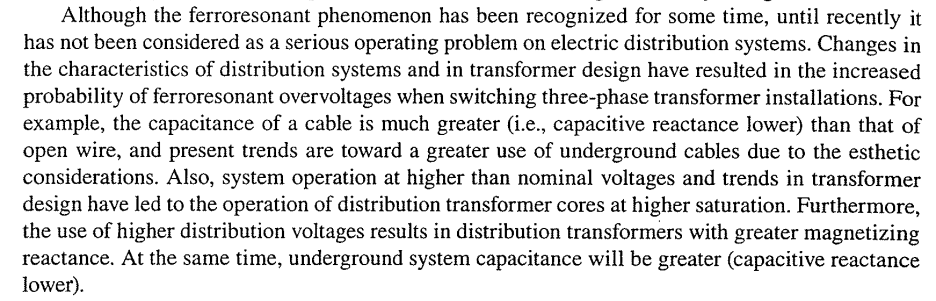 Although the ferroresonant phenomenon has been recognized for some time, until recently it
has not been considered as a serious operating problem on electric distribution systems. Changes in
the characteristics of distribution systems and in transformer design have resulted in the increased
probability of ferroresonant overvoltages when switching three-phase transformer installations. For
example, the capacitance of a cable is much greater (i.e., capacitive reactance lower) than that of
open wire, and present trends are toward a greater use of underground cables due to the esthetic
considerations. Also, system operation at higher than nominal voltages and trends in transformer
design have led to the operation of distribution transformer cores at higher saturation. Furthermore,
the use of higher distribution voltages results in distribution transformers with greater magnetizing
reactance. At the same time, underground system capacitance will be greater (capacitive reactance
lower).